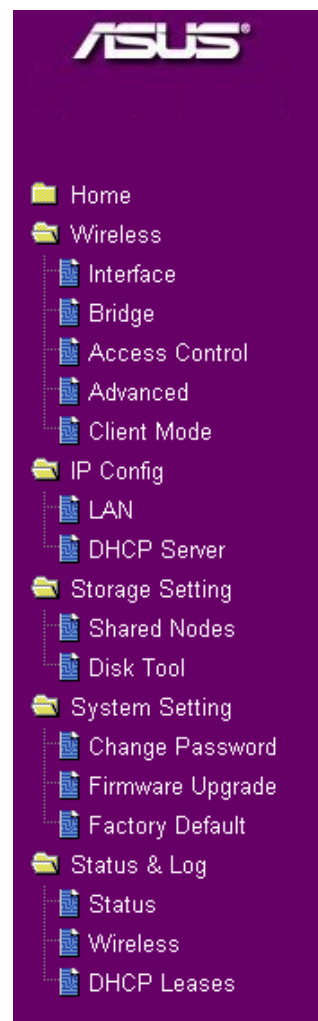 ASUS®
Home
Wireless
Interface
Bridge
Access Control
Advanced
Client Mode
IP Config
LAN
DHCP Server
Storage Setting
Shared Nodes
Disk Tool
System Setting
Change Password
Firmware Upgrade
Factory Default
Status & Log
Status
Wireless
DHCP Leases